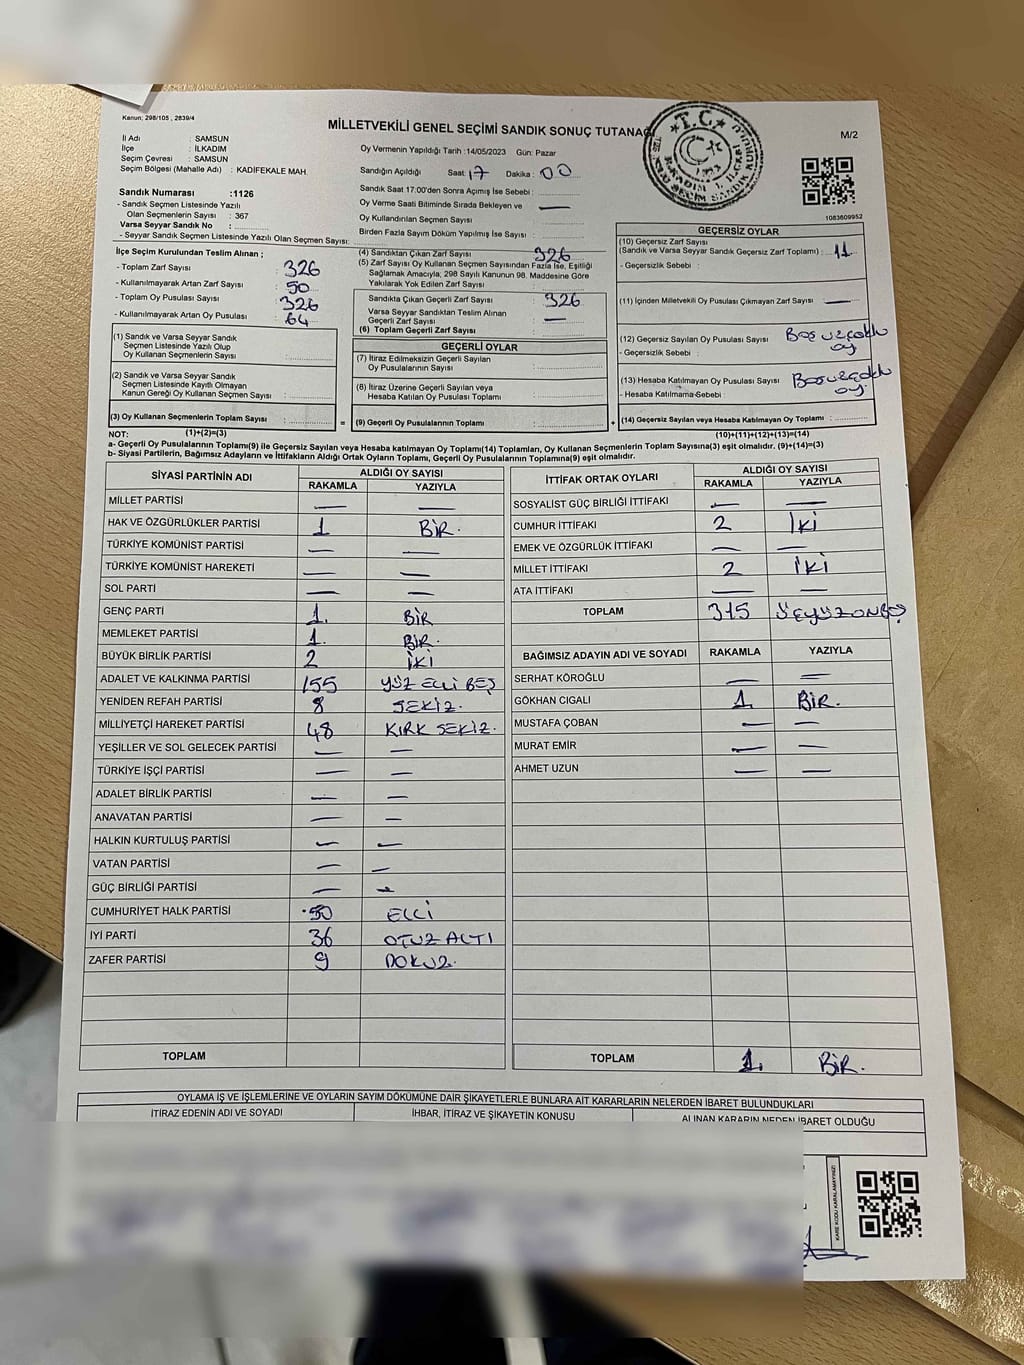 Kanun; 298/105 , 2839/4
MİLLETVEKİLİ GENEL SEÇİMİ SANDIK SONUÇ TUTANAĞI
M/2
İl Adı : SAMSUN
İlçe : İLKADIM
Seçim Çevresi : SAMSUN
Seçim Bölgesi (Mahalle Adı) : KADİFEKALE MAH.
Sandık Numarası :1126
- Sandık Seçmen Listesinde Yazılı
Olan Seçmenlerin Sayısı : 367
Varsa Seyyar Sandık No :
- Seyyar Sandık Seçmen Listesinde Yazılı Olan Seçmen Sayısı:
İlçe Seçim Kurulundan Teslim Alınan ;
- Toplam Zarf Sayısı : 326
- Kullanılmayarak Artan Zarf Sayısı : 50
- Toplam Oy Pusulası Sayısı : 326
- Kullanılmayarak Artan Oy Pusulası : 64
Oy Vermenin Yapıldığı Tarih :14/05/2023 Gün: Pazar
Sandığın Açıldığı Saat: 17 Dakika : 00
Sandık Saat 17:00'den Sonra Açımış İse Sebebi :
Oy Verme Saati Bitiminde Sırada Bekleyen ve —
Oy Kullandırılan Seçmen Sayısı :
Birden Fazla Sayım Döküm Yapılmış İse Sayısı :
(4) Sandıktan Çıkan Zarf Sayısı 326
(5) Zarf Sayısı Oy Kullanan Seçmen Sayısından Fazla İse, Eşitliği
Sağlamak Amacıyla; 298 Sayılı Kanunun 98. Maddesine Göre
Yakılarak Yok Edilen Zarf Sayısı :
Sandıkta Çıkan Geçerli Zarf Sayısı : 326
Varsa Seyyar Sandıktan Teslim Alınan
Geçerli Zarf Sayısı : —
(6) Toplam Geçerli Zarf Sayısı :
1083609952
GEÇERSİZ OYLAR
(10) Geçersiz Zarf Sayısı
(Sandık ve Varsa Seyyar Sandık Geçersiz Zarf Toplamı) : 11
- Geçersizlik Sebebi :
(11) İçinden Milletvekili Oy Pusulası Çıkmayan Zarf Sayısı : —
(12) Geçersiz Sayılan Oy Pusulası Sayısı : oy
- Geçersizlik Sebebi :
(13) Hesaba Katılmayan Oy Pusulası Sayısı : oy
- Hesaba Katılmama Sebebi :
(14) Geçersiz Sayılan veya Hesaba Katılmayan Oy Toplamı :
(10)+(11)+(12)+(13)=(14)
(1) Sandık ve Varsa Seyyar Sandık
Seçmen Listesinde Yazılı Olup
Oy Kullanan Seçmenlerin Sayısı :
(2) Sandık ve Varsa Seyyar Sandık
Seçmen Listesinde Kayıtlı Olmayan
Kanun Gereği Oy Kullanan Seçmen Sayısı :
(3) Oy Kullanan Seçmenlerin Toplam Sayısı :
(1)+(2)=(3)
GEÇERLİ OYLAR
(7) İtiraz Edilmeksizin Geçerli Sayılan
Oy Pusulalarının Sayısı :
(8) İtiraz Üzerine Geçerli Sayılan veya
Hesaba Katılan Oy Pusulası Toplamı :
= (9) Geçerli Oy Pusulalarının Toplamı : +
NOT:
a- Geçerli Oy Pusulalarının Toplamı(9) ile Geçersiz Sayılan veya Hesaba katılmayan Oy Toplamı(14) Toplamları, Oy Kullanan Seçmenlerin Toplam Sayısına(3) eşit olmalıdır. (9)+(14)=(3)
b- Siyasi Partilerin, Bağımsız Adayların ve İttifakların Aldığı Ortak Oyların Toplamı, Geçerli Oy Pusulalarının Toplamına(9) eşit olmalıdır.
SİYASİ PARTİNİN ADI ALDIĞI OY SAYISI
RAKAMLA YAZIYLA
MİLLET PARTİSİ — —
HAK VE ÖZGÜRLÜKLER PARTİSİ 1 BİR.
TÜRKİYE KOMÜNİST PARTİSİ — —
TÜRKİYE KOMÜNİST HAREKETİ — —
SOL PARTİ — —
GENÇ PARTİ 1. BİR
MEMLEKET PARTİSİ 1. BİR.
BÜYÜK BİRLİK PARTİSİ 2 İKİ
ADALET VE KALKINMA PARTİSİ 155 YÜZ ELLİ BEŞ
YENİDEN REFAH PARTİSİ 8 SEKİZ.
MİLLİYETÇİ HAREKET PARTİSİ 48 KIRK SEKİZ.
YEŞİLLER VE SOL GELECEK PARTİSİ — —
TÜRKİYE İŞÇİ PARTİSİ — —
ADALET BİRLİK PARTİSİ — —
ANAVATAN PARTİSİ — —
HALKIN KURTULUŞ PARTİSİ — —
VATAN PARTİSİ — —
GÜÇ BİRLİĞİ PARTİSİ — —
CUMHURİYET HALK PARTİSİ 50 ELLİ
İYİ PARTİ 36 OTUZ ALTI
ZAFER PARTİSİ 9 DOKUZ.
TOPLAM
İTTİFAK ORTAK OYLARI ALDIĞI OY SAYISI
RAKAMLA YAZIYLA
SOSYALİST GÜÇ BİRLİĞİ İTTİFAKI — —
CUMHUR İTTİFAKI 2 İKİ
EMEK VE ÖZGÜRLÜK İTTİFAKI — —
MİLLET İTTİFAKI 2 İKİ
ATA İTTİFAKI — —
TOPLAM 315
BAĞIMSIZ ADAYIN ADI VE SOYADI RAKAMLA YAZIYLA
SERHAT KÖROĞLU — —
GÖKHAN CIGALI 1. BİR.
MUSTAFA ÇOBAN — —
MURAT EMİR — —
AHMET UZUN — —
TOPLAM 1. BİR.
OYLAMA İŞ VE İŞLEMLERİNE VE OYLARIN SAYIM DÖKÜMÜNE DAİR ŞİKAYETLERLE BUNLARA AİT KARARLARIN NELERDEN İBARET BULUNDUKLARI
İTİRAZ EDENİN ADI VE SOYADI İHBAR, İTİRAZ VE ŞİKAYETİN KONUSU ALINAN KARARIN NEDEN İBARET OLDUĞU
KARE KODU KARALAMAYINIZ!